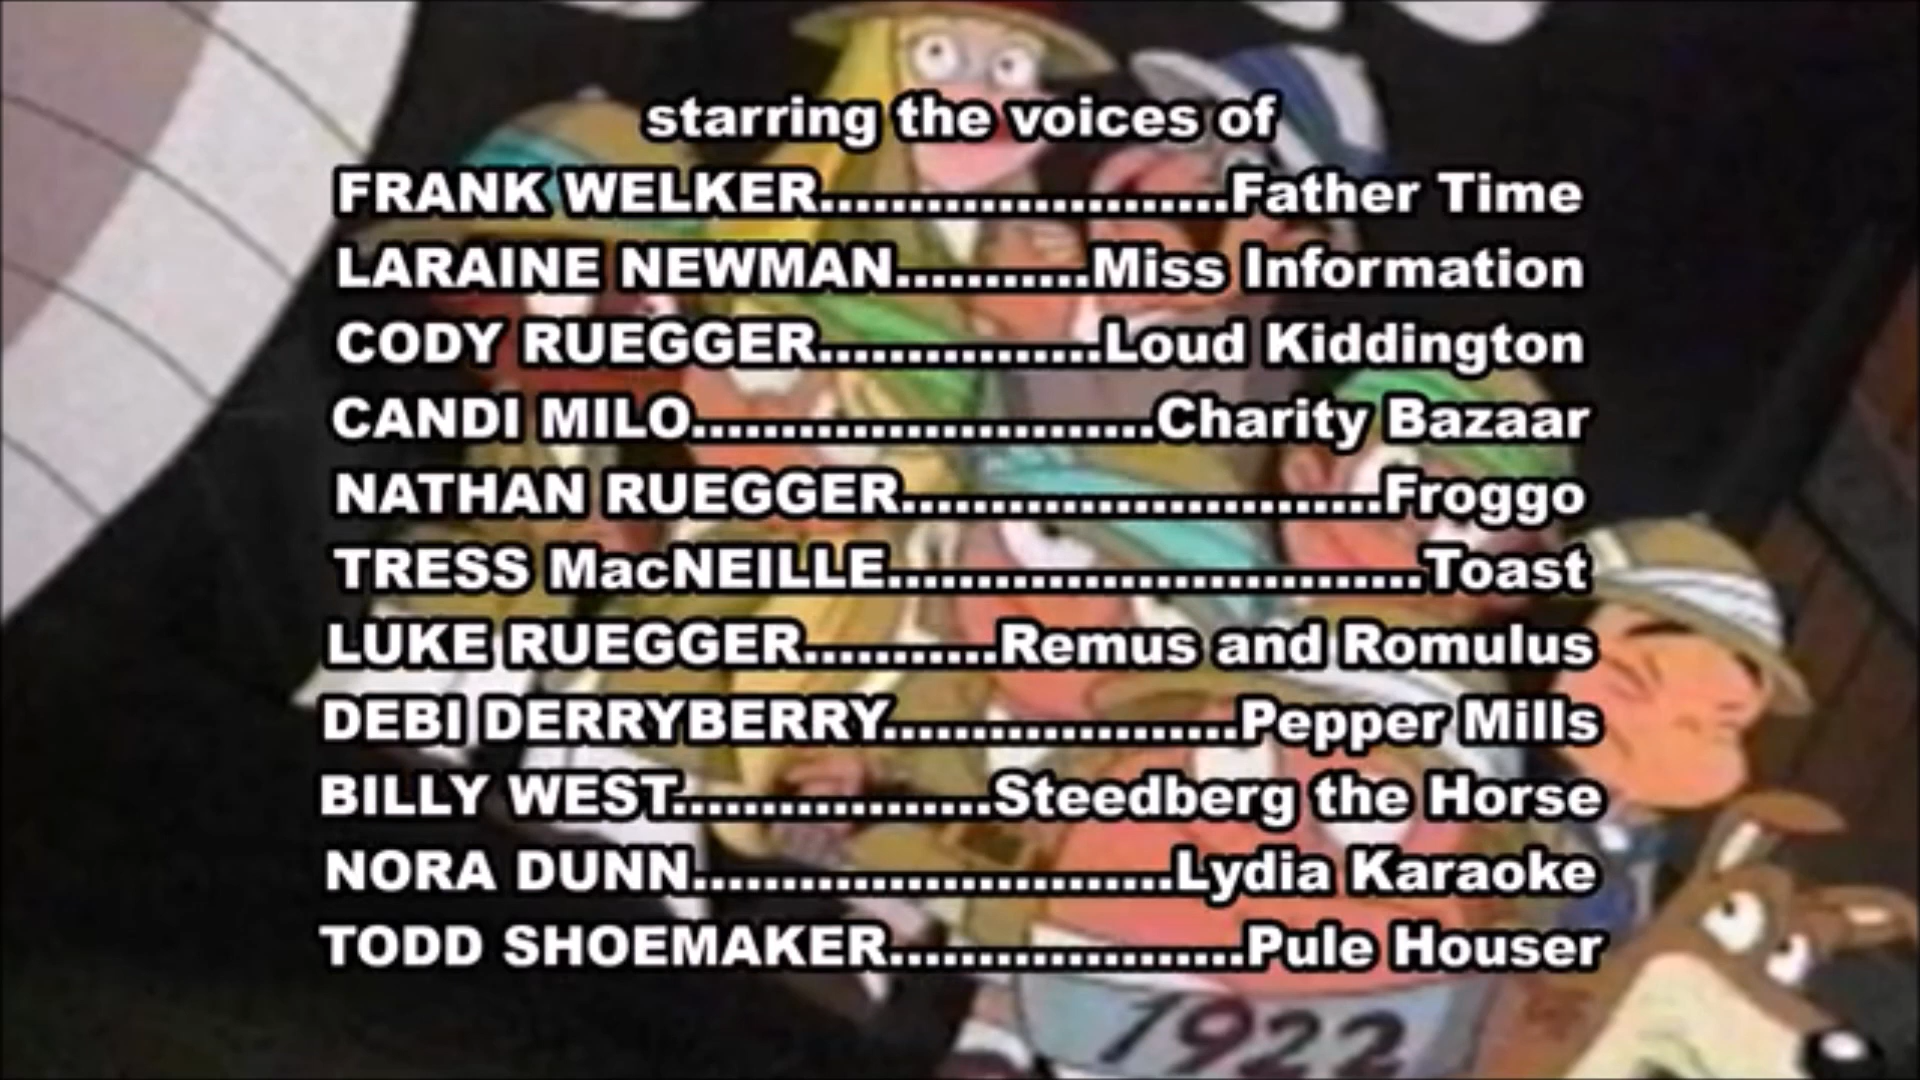 starring the voices of
FRANK WELKER.......................Father Time
LARAINE NEWMAN...........Miss Information
CODY RUEGGER................Loud Kiddington
CANDI MILO..........................Charity Bazaar
NATHAN RUEGGER...........................Froggo
TRESS MacNEILLE..............................Toast
LUKE RUEGGER...........Remus and Romulus
DEBI DERRYBERRY....................Pepper Mills
BILLY WEST..................Steedberg the Horse
NORA DUNN...........................Lydia Karaoke
TODD SHOEMAKER....................Pule Houser
1922